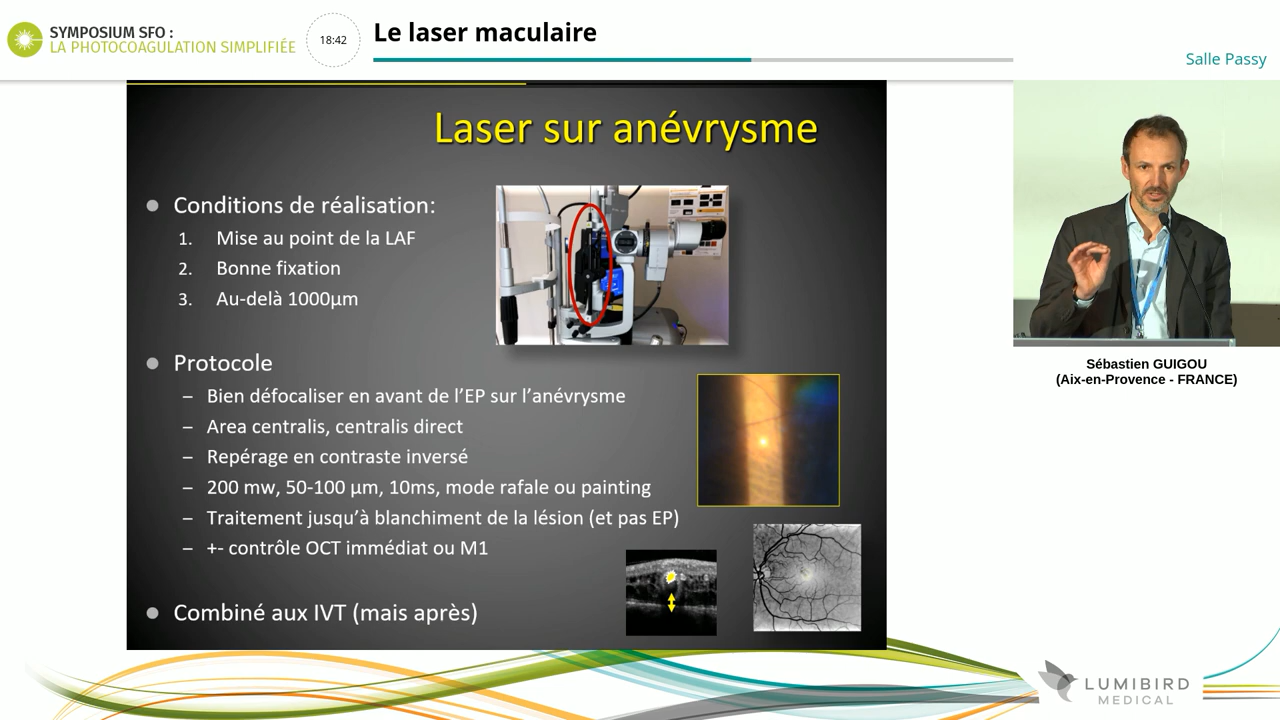 SYMPOSIUM SFO :
LA PHOTOCOAGULATION SIMPLIFIÉE
18:42
Le laser maculaire
Salle Passy
Laser sur anévrysme
● Conditions de réalisation:
1. Mise au point de la LAF
2. Bonne fixation
3. Au-delà 1000µm
● Protocole
– Bien défocaliser en avant de l’EP sur l’anévrysme
– Area centralis, centralis direct
– Repérage en contraste inversé
– 200 mw, 50-100 µm, 10ms, mode rafale ou painting
– Traitement jusqu’à blanchiment de la lésion (et pas EP)
– +- contrôle OCT immédiat ou M1
● Combiné aux IVT (mais après)
Sébastien GUIGOU
(Aix-en-Provence - FRANCE)
LUMIBIRD
MEDICAL